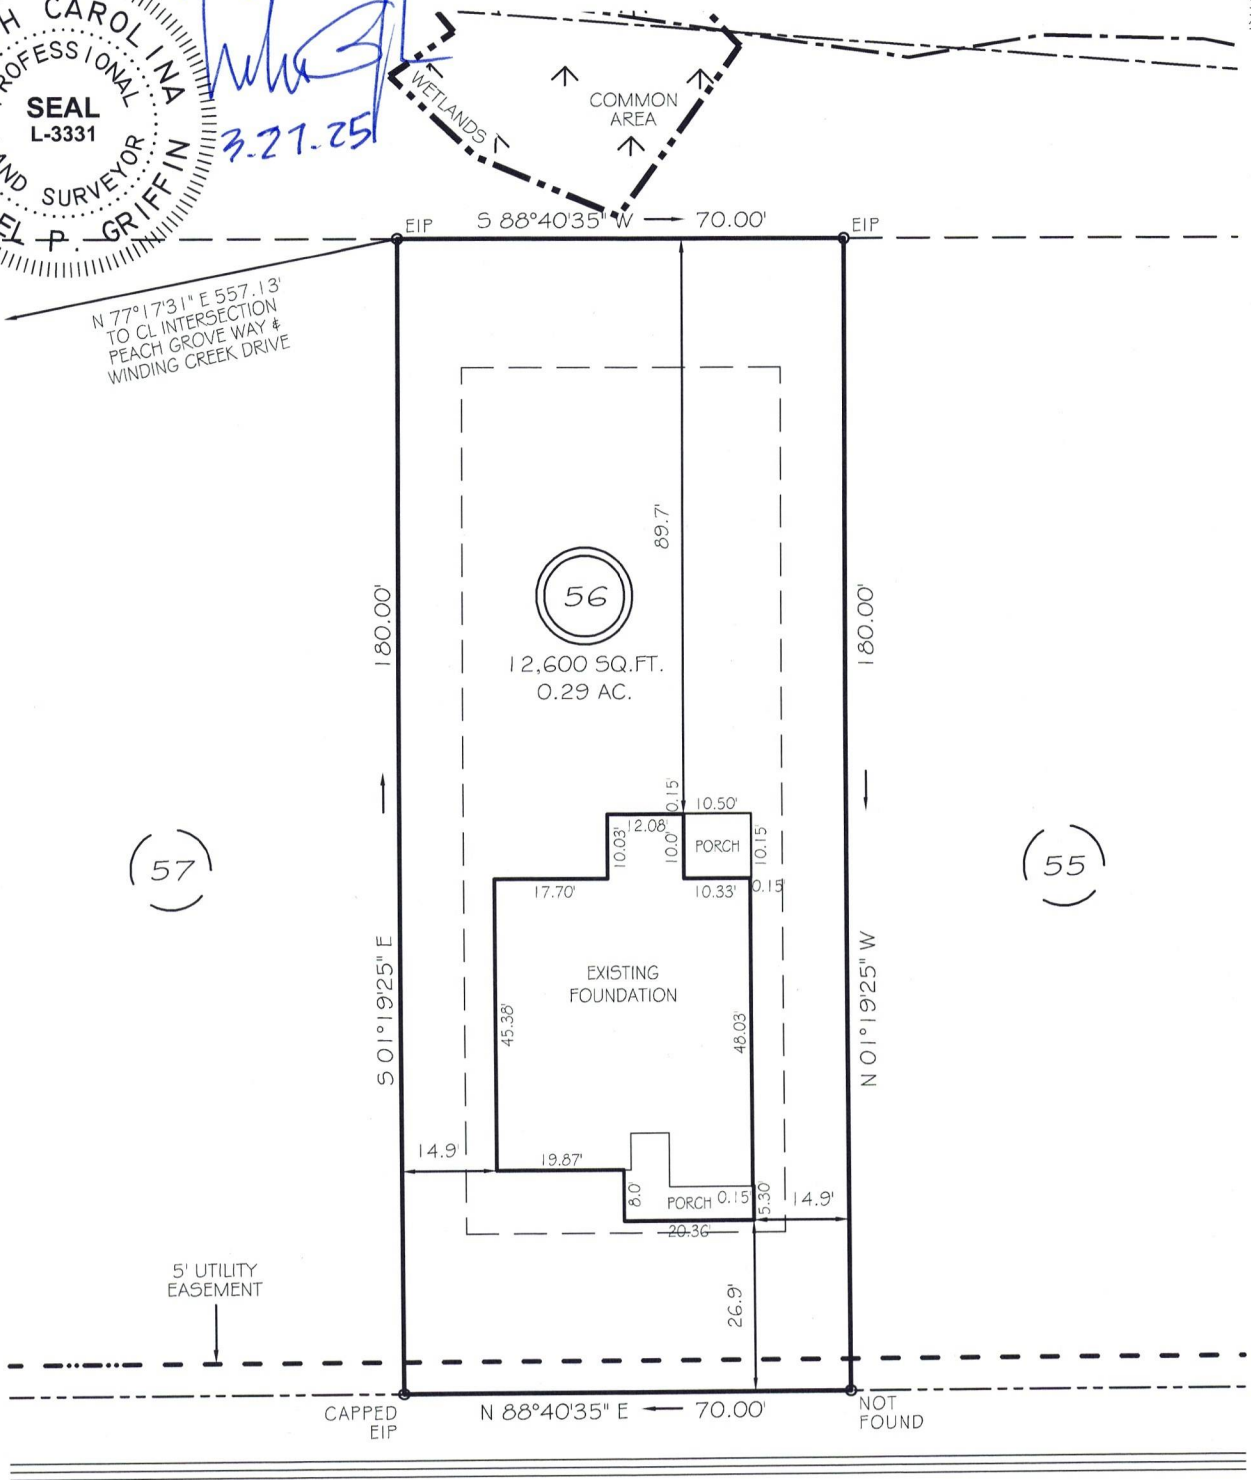 H CAROLINA
ROFESSIONAL
SEAL
L-3331
AND SURVEYOR
EL P. GRIFFIN
3.27.25
WETLANDS
COMMON
AREA
EIP
S 88°40'35" W
70.00'
EIP
N 77°17'31" E 557.13'
TO CL INTERSECTION
PEACH GROVE WAY &
WINDING CREEK DRIVE
89.7'
180.00'
180.00'
56
12,600 SQ.FT.
0.29 AC.
0.15'
10.50'
12.08'
10.03'
10.0'
PORCH
10.15'
17.70'
10.33'
0.15'
57
55
EXISTING
FOUNDATION
45.38'
48.03'
S 01°19'25" E
N 01°19'25" W
14.9'
19.87'
8.0'
PORCH
0.15'
5.30'
14.9'
20.36'
26.9'
5' UTILITY
EASEMENT
CAPPED
EIP
N 88°40'35" E
70.00'
NOT
FOUND